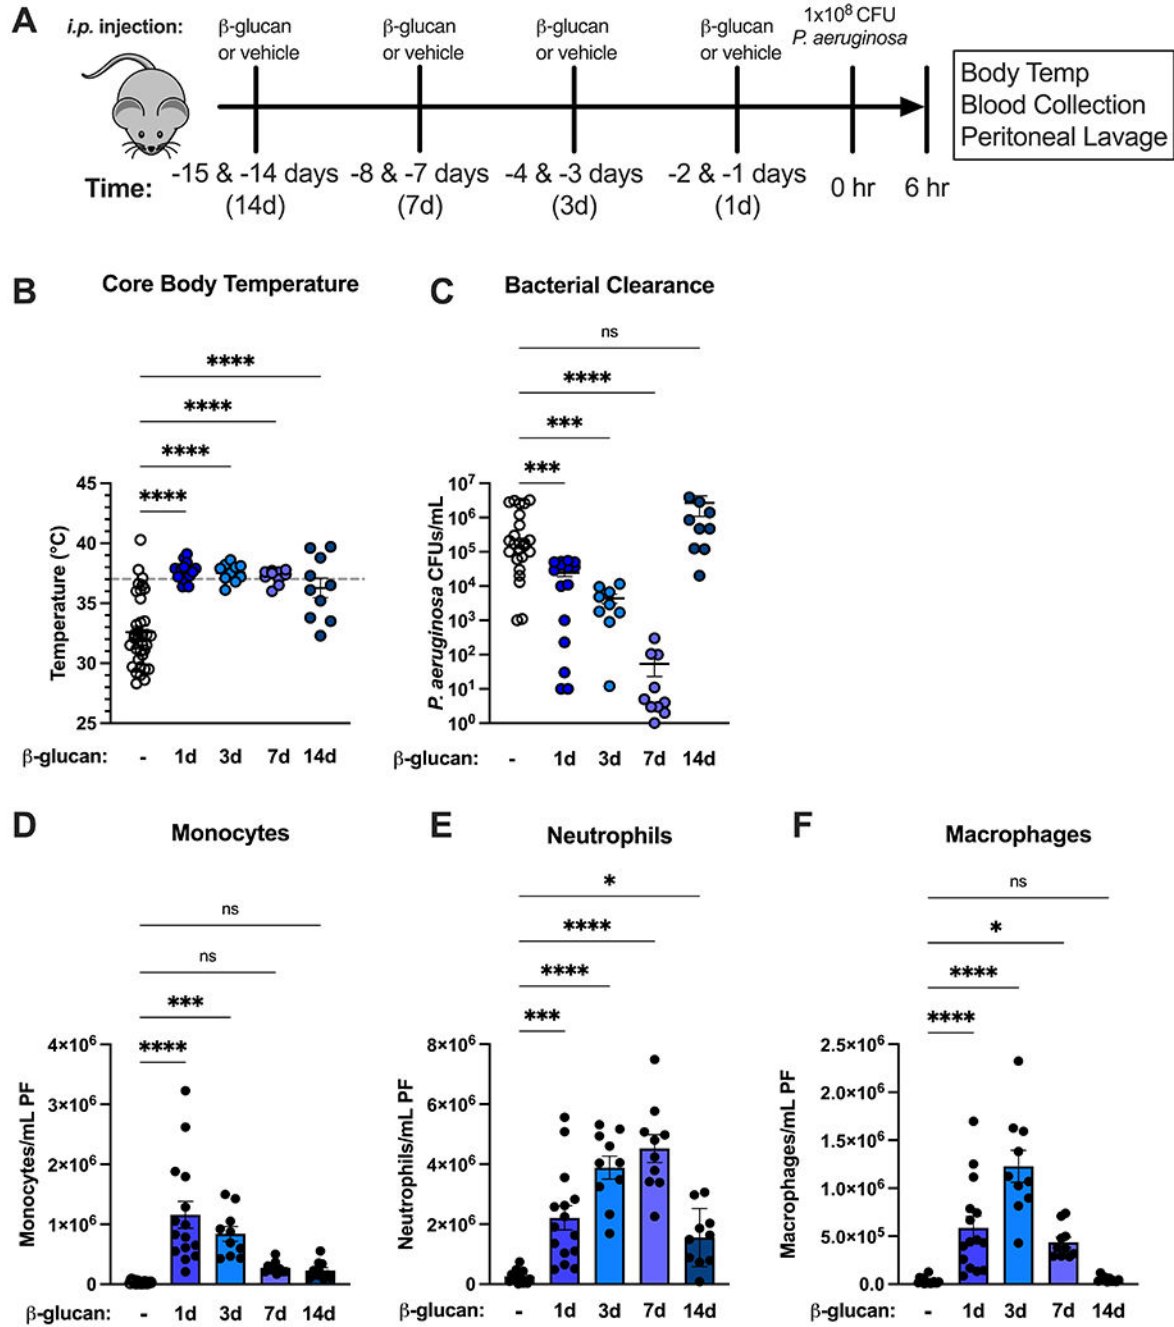 A
i.p. injection:
β-glucan
or vehicle
β-glucan
or vehicle
β-glucan
or vehicle
β-glucan
or vehicle
1x10⁸ CFU
P. aeruginosa
Body Temp
Blood Collection
Peritoneal Lavage
Time:
-15 & -14 days
(14d)
-8 & -7 days
(7d)
-4 & -3 days
(3d)
-2 & -1 days
(1d)
0 hr
6 hr
B
Core Body Temperature
****
****
****
****
Temperature (°C)
45
40
35
30
25
β-glucan: - 1d 3d 7d 14d
C
Bacterial Clearance
ns
****
***
***
P. aeruginosa CFUs/mL
10⁷
10⁶
10⁵
10⁴
10³
10²
10¹
10⁰
β-glucan: - 1d 3d 7d 14d
D
Monocytes
ns
ns
***
****
Monocytes/mL PF
4×10⁶
3×10⁶
2×10⁶
1×10⁶
0
β-glucan: - 1d 3d 7d 14d
E
Neutrophils
*
****
****
***
Neutrophils/mL PF
8×10⁶
6×10⁶
4×10⁶
2×10⁶
0
β-glucan: - 1d 3d 7d 14d
F
Macrophages
ns
*
****
****
Macrophages/mL PF
2.5×10⁶
2.0×10⁶
1.5×10⁶
1.0×10⁶
5.0×10⁵
0.0
β-glucan: - 1d 3d 7d 14d